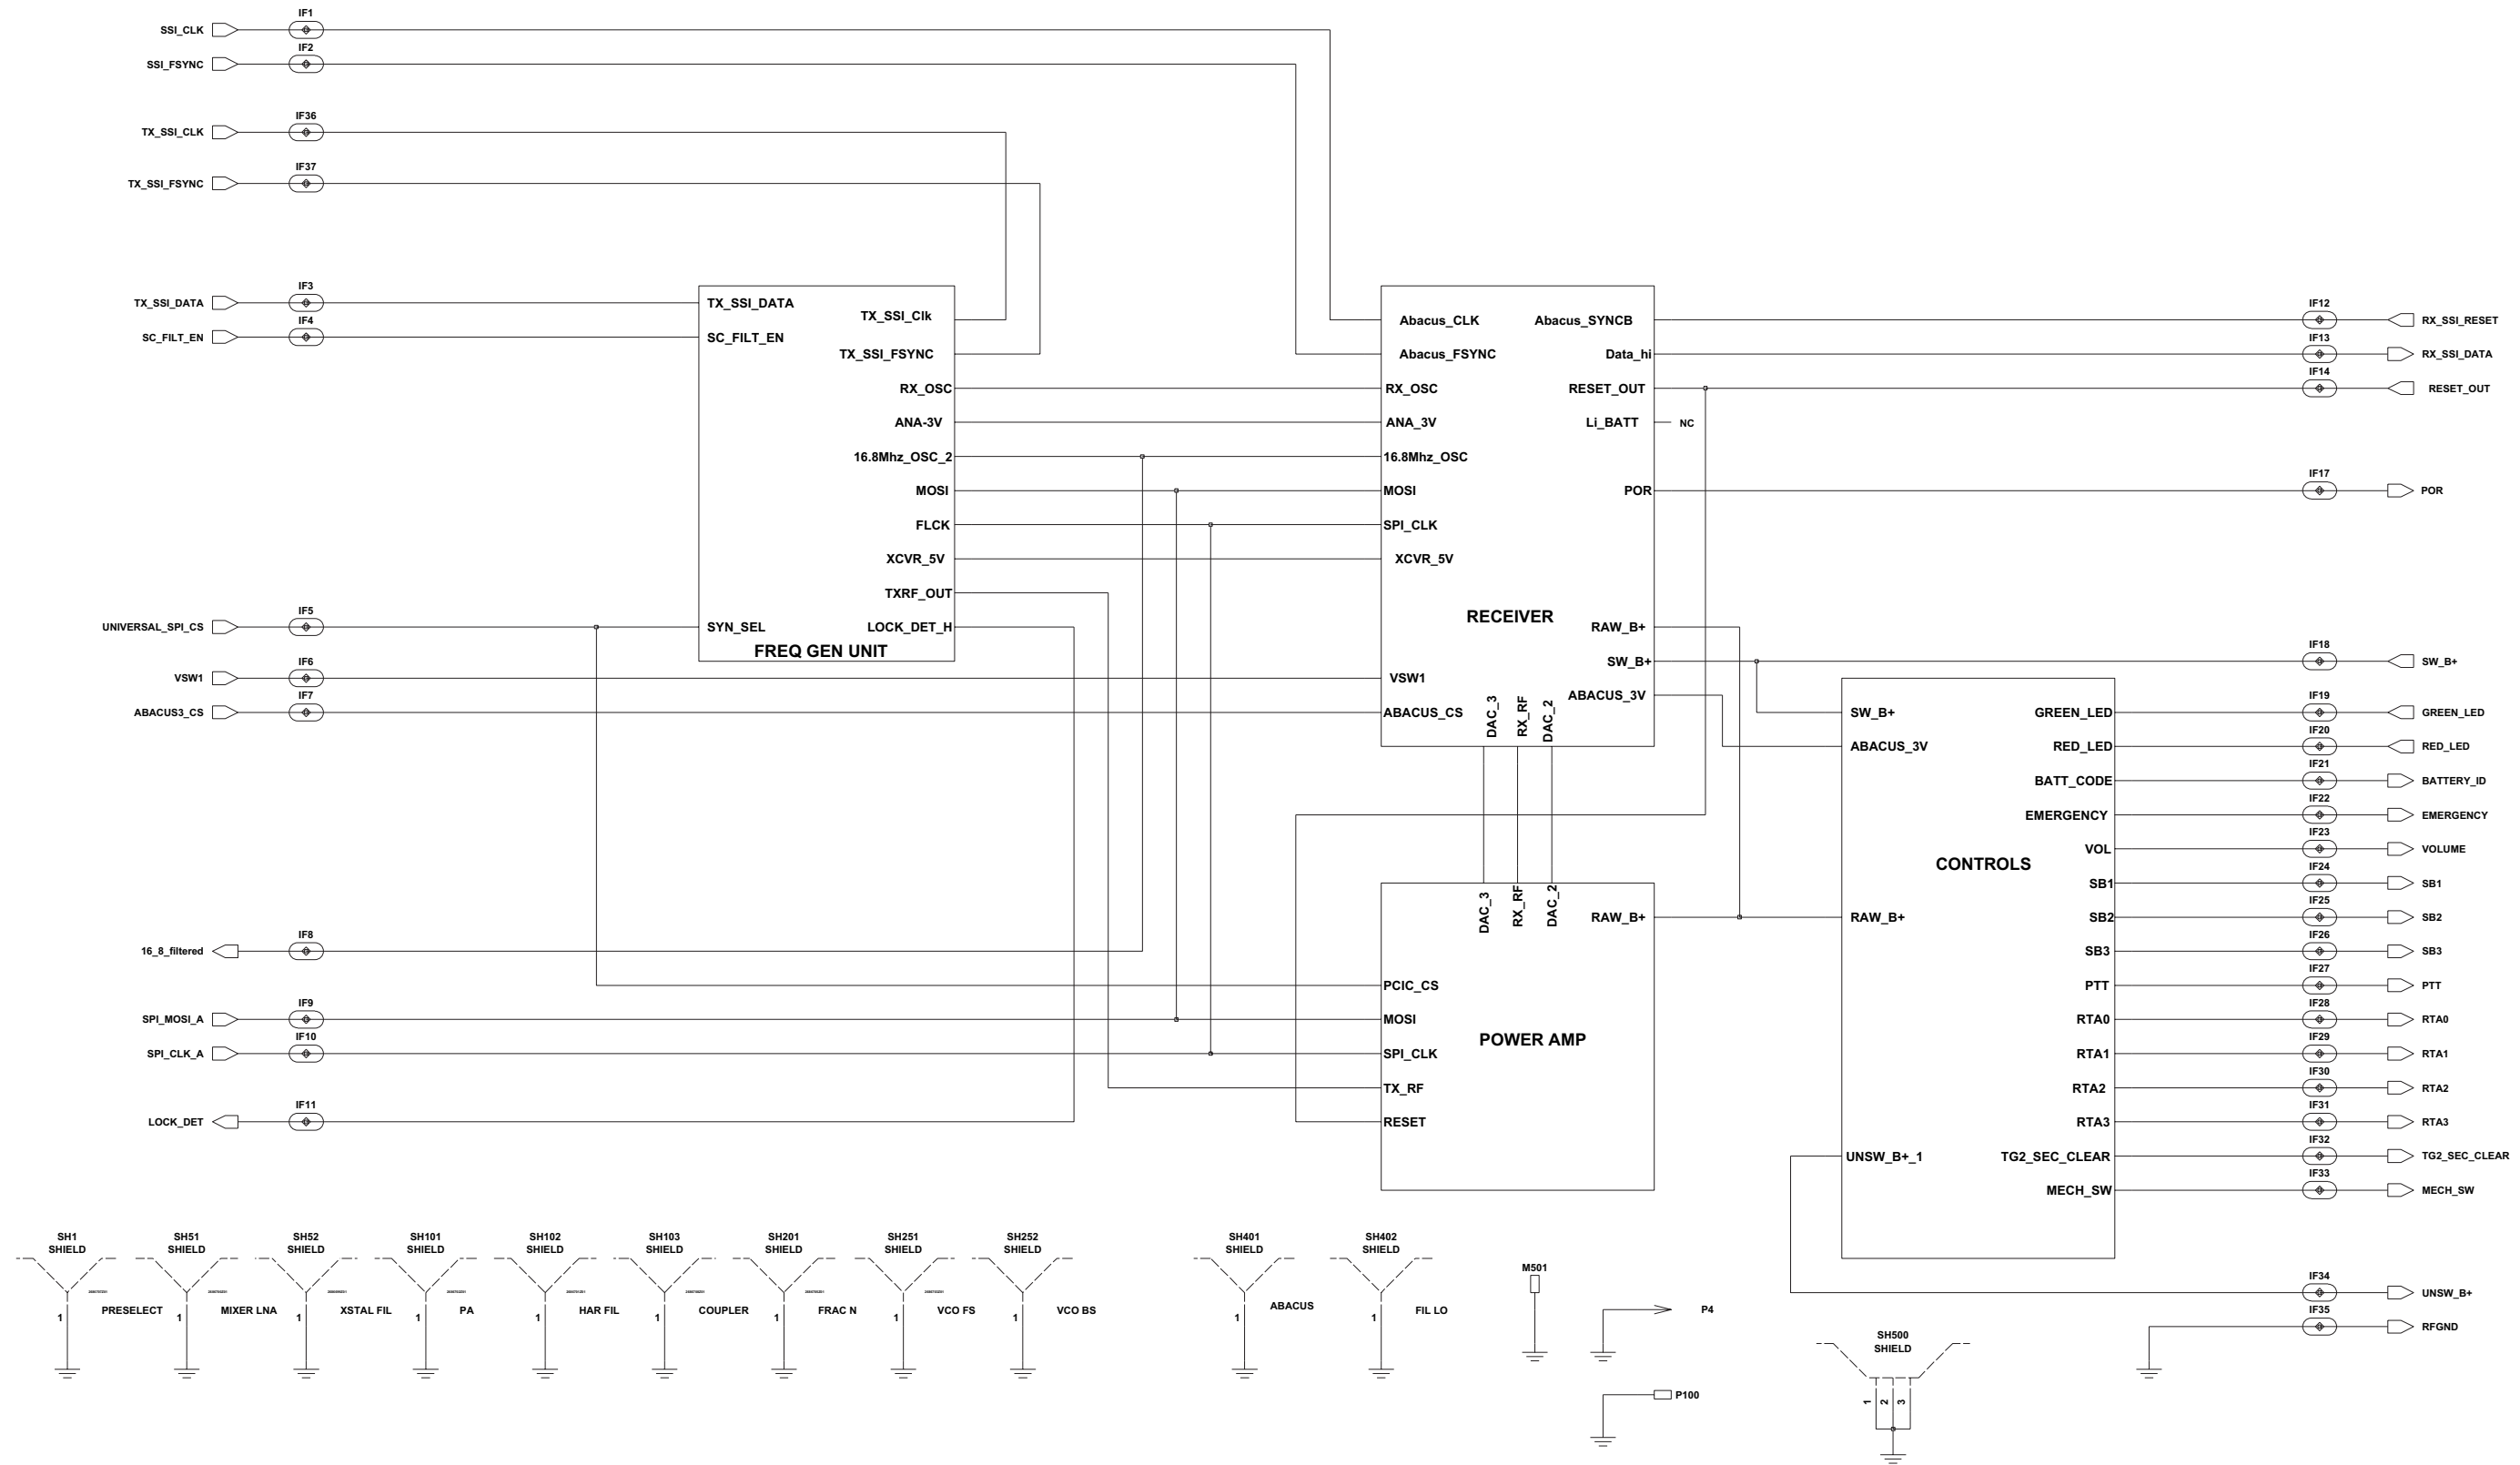 IF1
SSI_CLK
IF2
SSI_FSYNC
IF36
TX_SSI_CLK
IF37
TX_SSI_FSYNC
IF3
TX_SSI_DATA
IF4
SC_FILT_EN
IF5
UNIVERSAL_SPI_CS
IF6
VSW1
IF7
ABACUS3_CS
IF8
16_8_filtered
IF9
SPI_MOSI_A
IF10
SPI_CLK_A
IF11
LOCK_DET
TX_SSI_DATA
TX_SSI_Clk
SC_FILT_EN
TX_SSI_FSYNC
RX_OSC
ANA-3V
16.8Mhz_OSC_2
MOSI
FLCK
XCVR_5V
TXRF_OUT
SYN_SEL
LOCK_DET_H
FREQ GEN UNIT
Abacus_CLK
Abacus_SYNCB
Abacus_FSYNC
Data_hi
RX_OSC
RESET_OUT
ANA_3V
Li_BATT
NC
16.8Mhz_OSC
MOSI
POR
SPI_CLK
XCVR_5V
RECEIVER
RAW_B+
SW_B+
VSW1
ABACUS_3V
ABACUS_CS
DAC_3
RX_RF
DAC_2
DAC_3
RX_RF
DAC_2
RAW_B+
PCIC_CS
MOSI
POWER AMP
SPI_CLK
TX_RF
RESET
SW_B+
GREEN_LED
ABACUS_3V
RED_LED
BATT_CODE
EMERGENCY
VOL
CONTROLS
SB1
RAW_B+
SB2
SB3
PTT
RTA0
RTA1
RTA2
RTA3
UNSW_B+_1
TG2_SEC_CLEAR
MECH_SW
IF12
RX_SSI_RESET
IF13
RX_SSI_DATA
IF14
RESET_OUT
IF17
POR
IF18
SW_B+
IF19
GREEN_LED
IF20
RED_LED
IF21
BATTERY_ID
IF22
EMERGENCY
IF23
VOLUME
IF24
SB1
IF25
SB2
IF26
SB3
IF27
PTT
IF28
RTA0
IF29
RTA1
IF30
RTA2
IF31
RTA3
IF32
TG2_SEC_CLEAR
IF33
MECH_SW
IF34
UNSW_B+
IF35
RFGND
SH1
SHIELD
PRESELECT
1
SH51
SHIELD
MIXER LNA
1
SH52
SHIELD
XSTAL FIL
1
SH101
SHIELD
PA
1
SH102
SHIELD
HAR FIL
1
SH103
SHIELD
COUPLER
1
SH201
SHIELD
FRAC N
1
SH251
SHIELD
VCO FS
1
SH252
SHIELD
VCO BS
1
SH401
SHIELD
ABACUS
1
SH402
SHIELD
FIL LO
1
M501
P4
P100
SH500
SHIELD
1
2
3